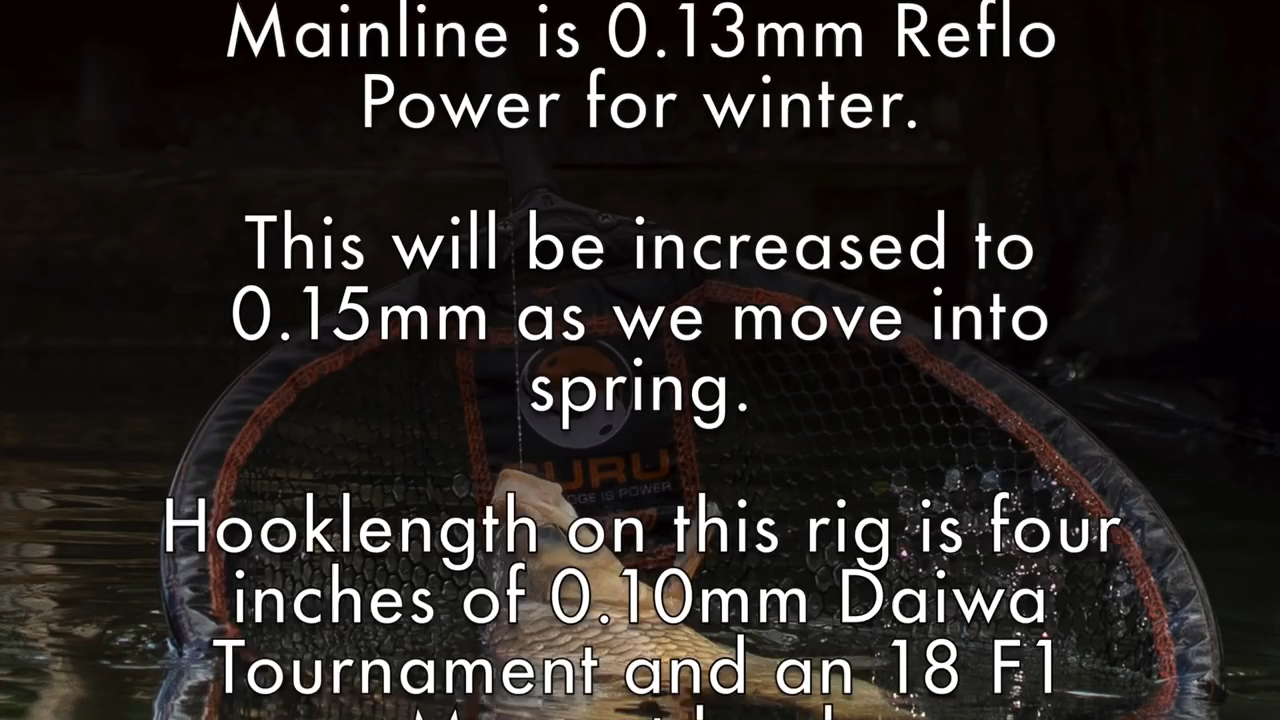 Mainline is 0.13mm Reflo
Power for winter.
This will be increased to
0.15mm as we move into
spring.
GURU
Hooklength on this rig is four
inches of 0.10mm Daiwa
Tournament and an 18 F1